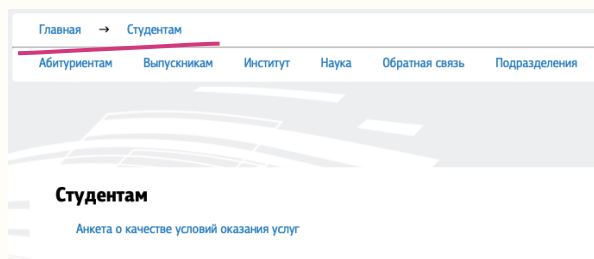 Главная → Студентам
Абитуриентам Выпускникам Институт Наука Обратная связь Подразделения
Студентам
Анкета о качестве условий оказания услуг